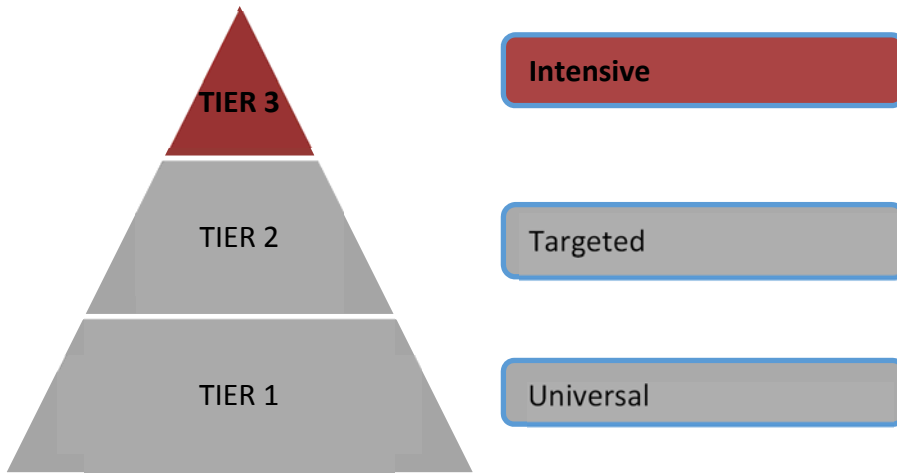 TIER 3
Intensive
TIER 2
Targeted
TIER 1
Universal